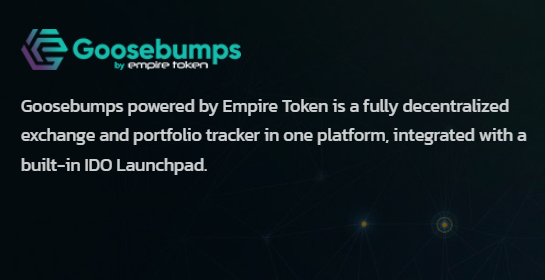 Goosebumps
by empire token
Goosebumps powered by Empire Token is a fully decentralized
exchange and portfolio tracker in one platform, integrated with a
built-in IDO Launchpad.